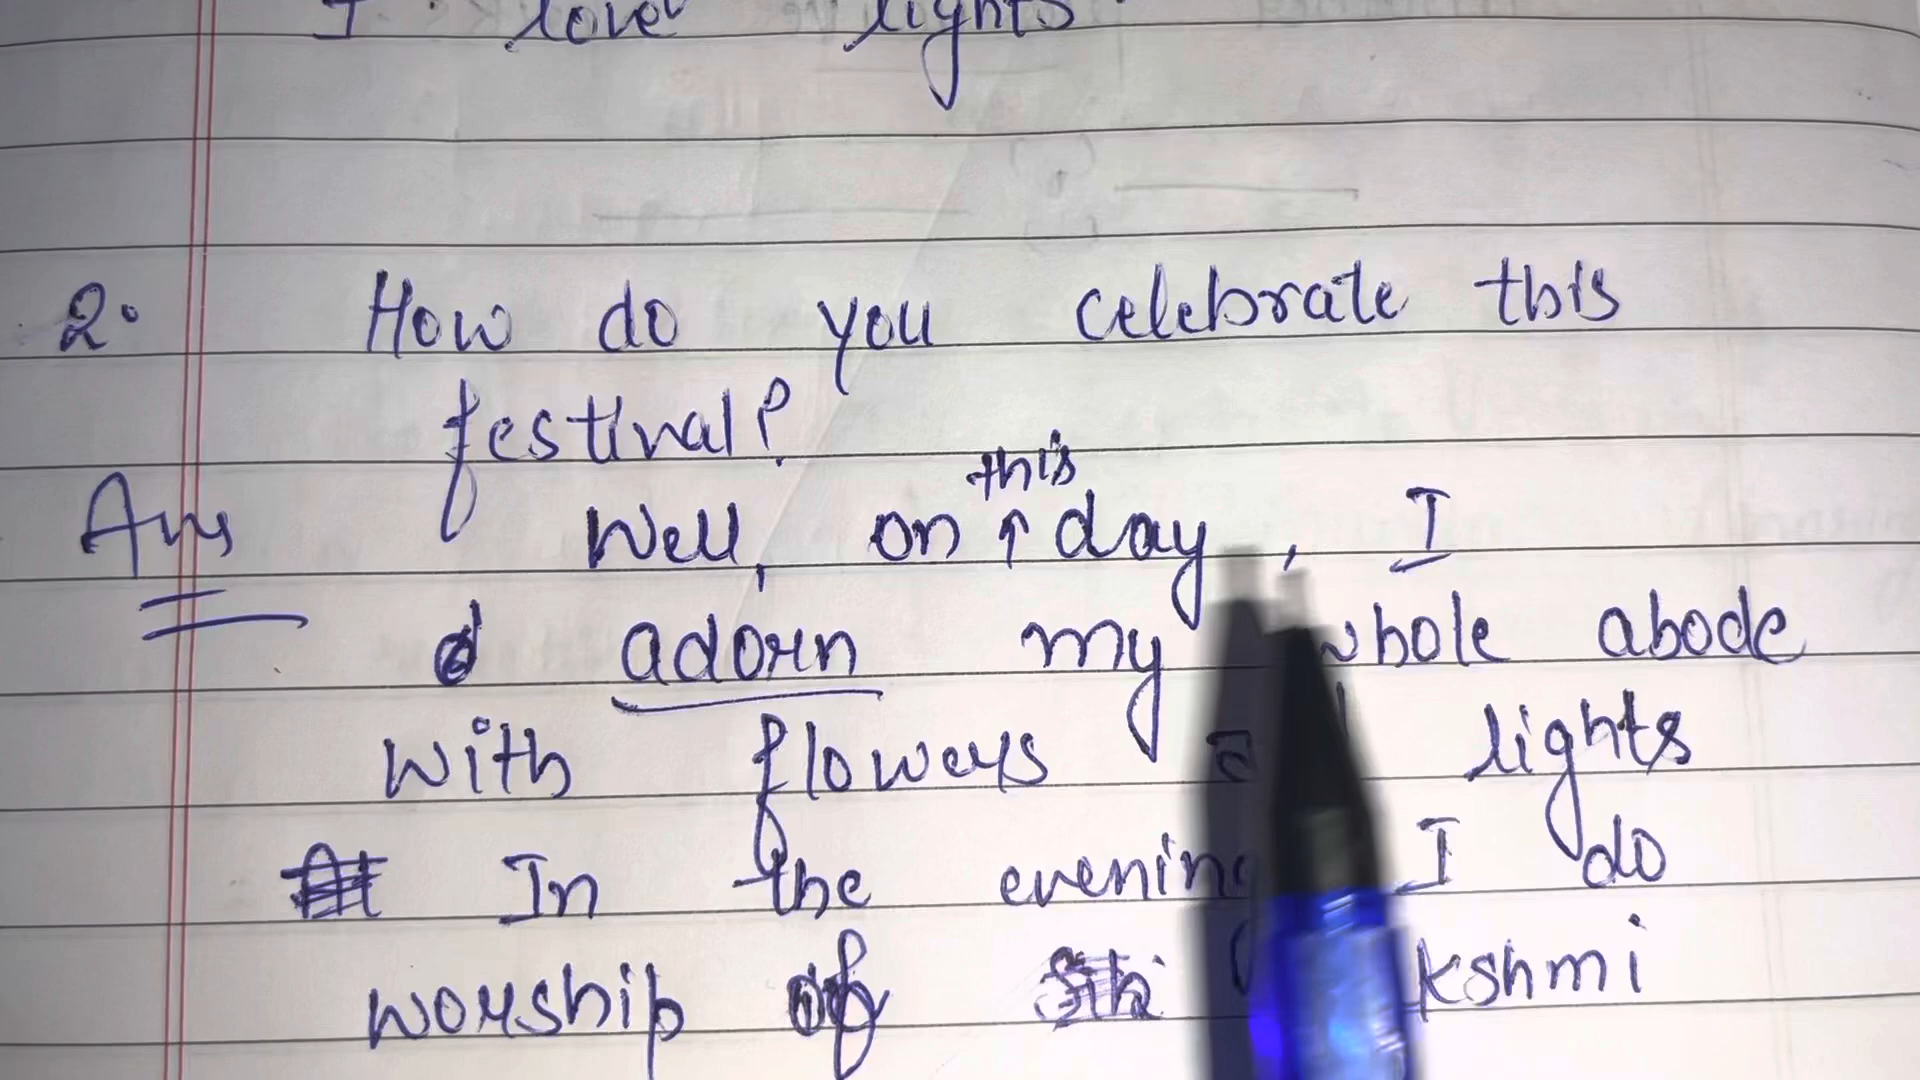 I love lights
2. How do you celebrate this
festival?
this
Ans Well, on ↑ day, I
adorn my whole abode
with flowers lights
In the evening I do
worship of kshmi